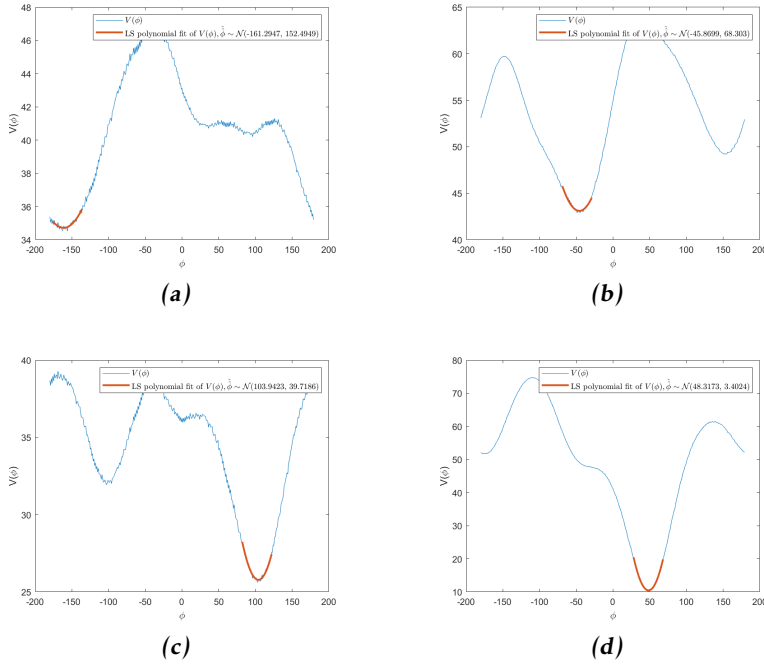 V(ϕ)
LS polynomial fit of V(ϕ), ϕ̃̂ ∼ 𝒩(-161.2947, 152.4949)
48
46
44
42
40
38
36
34
V(ϕ)
-200 -150 -100 -50 0 50 100 150 200
ϕ
(a)
V(ϕ)
LS polynomial fit of V(ϕ), ϕ̃̂ ∼ 𝒩(-45.8699, 68.303)
65
60
55
50
45
40
V(ϕ)
-200 -150 -100 -50 0 50 100 150 200
ϕ
(b)
V(ϕ)
LS polynomial fit of V(ϕ), ϕ̃̂ ∼ 𝒩(103.9423, 39.7186)
40
35
30
25
V(ϕ)
-200 -150 -100 -50 0 50 100 150 200
ϕ
(c)
V(ϕ)
LS polynomial fit of V(ϕ), ϕ̃̂ ∼ 𝒩(48.3173, 3.4024)
80
70
60
50
40
30
20
10
V(ϕ)
-200 -150 -100 -50 0 50 100 150 200
ϕ
(d)